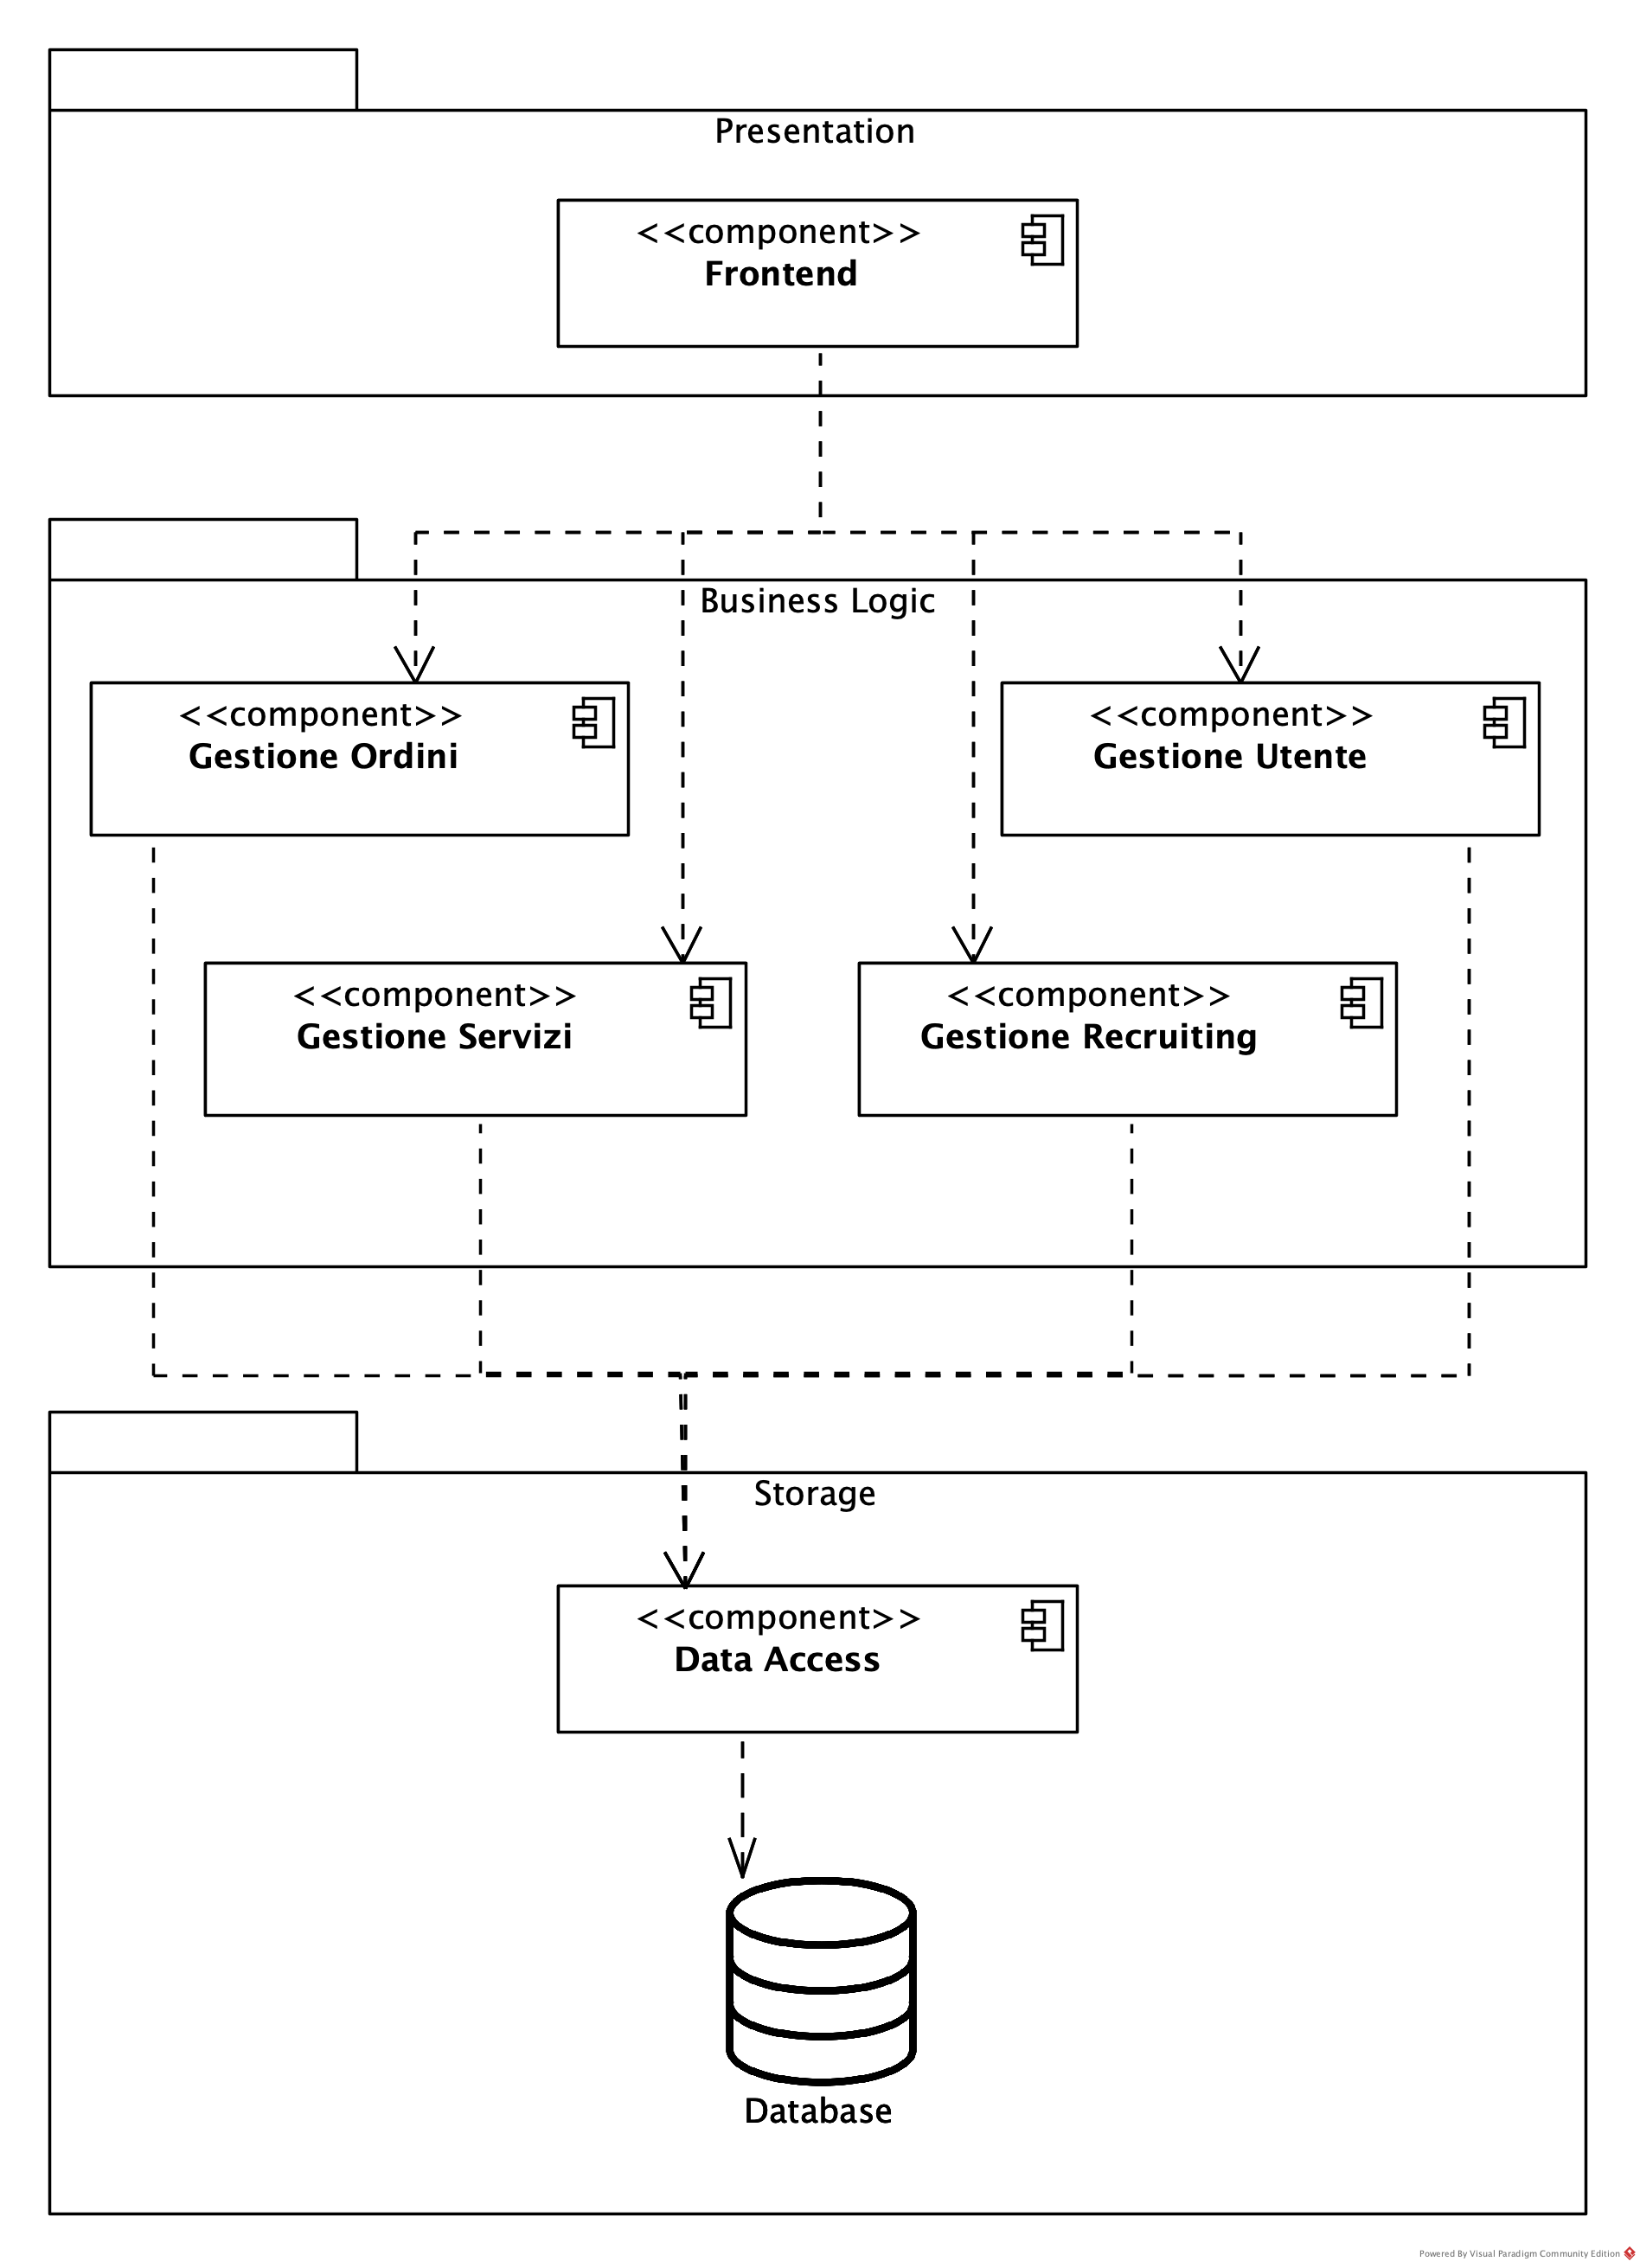 Presentation
<<component>>
Frontend
Business Logic
<<component>>
Gestione Ordini
<<component>>
Gestione Utente
<<component>>
Gestione Servizi
<<component>>
Gestione Recruiting
Storage
<<component>>
Data Access
Database
Powered By Visual Paradigm Community Edition